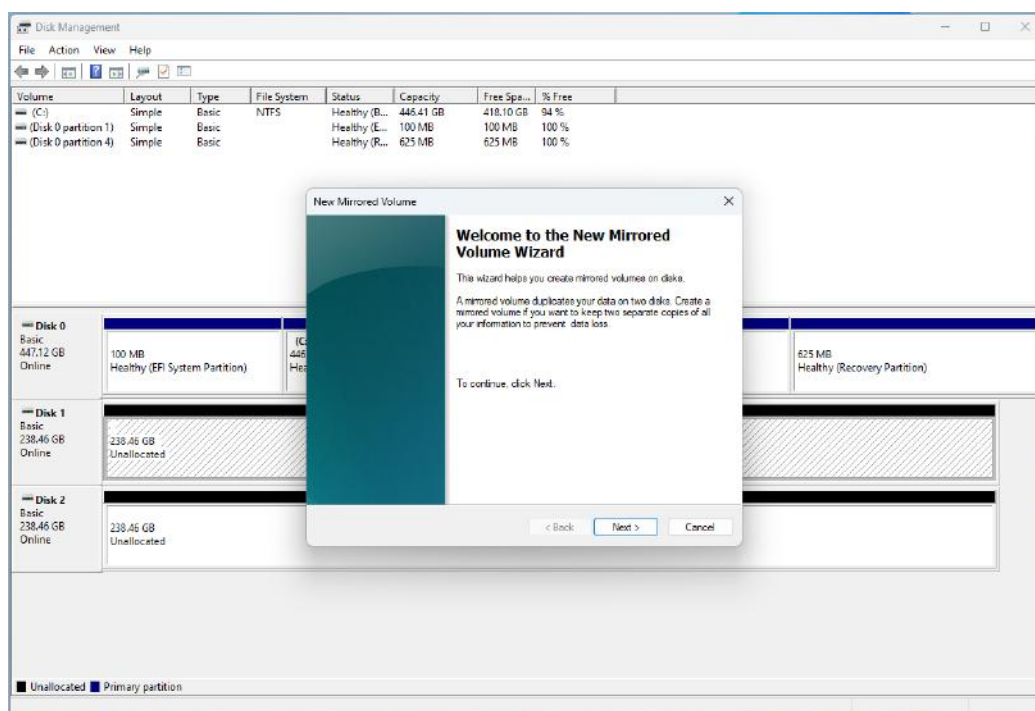 Disk Management
File Action View Help
Volume Layout Type File System Status Capacity Free Spa... % Free
(C:) Simple Basic NTFS Healthy (B... 446.41 GB 418.10 GB 94 %
(Disk 0 partition 1) Simple Basic Healthy (E... 100 MB 100 MB 100 %
(Disk 0 partition 4) Simple Basic Healthy (R... 625 MB 625 MB 100 %
New Mirrored Volume
Welcome to the New Mirrored
Volume Wizard
This wizard helps you create mirrored volumes on disks.
A mirrored volume duplicates your data on two disks. Create a
mirrored volume if you want to keep two separate copies of all
your information to prevent data loss.
To continue, click Next.
< Back Next > Cancel
Disk 0
Basic
447.12 GB
Online
100 MB
Healthy (EFI System Partition)
(C:
446
Hea
625 MB
Healthy (Recovery Partition)
Disk 1
Basic
238.46 GB
Online
238.46 GB
Unallocated
Disk 2
Basic
238.46 GB
Online
238.46 GB
Unallocated
Unallocated Primary partition